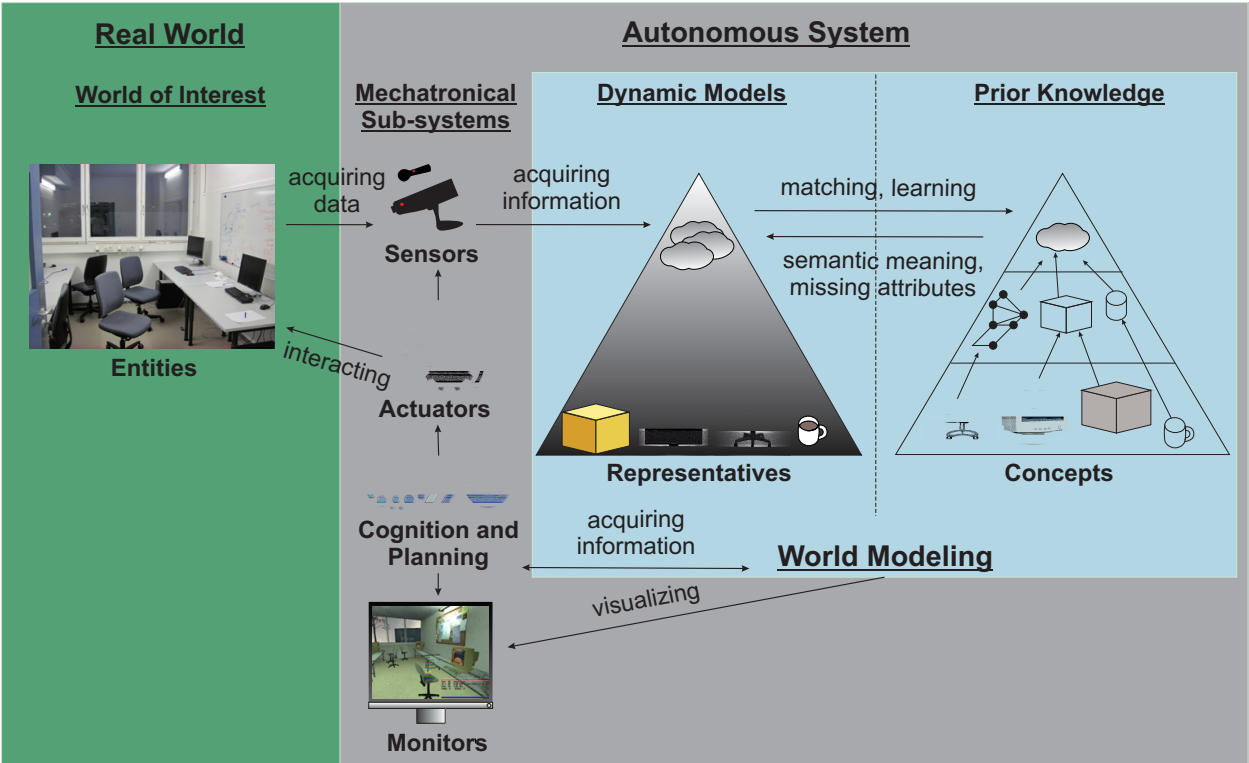 Real World
Autonomous System
World of Interest
Mechatronical
Sub-systems
Dynamic Models
Prior Knowledge
acquiring
data
acquiring
information
matching, learning
Sensors
semantic meaning,
missing attributes
interacting
Entities
Actuators
Representatives
Concepts
Cognition and
Planning
acquiring
information
World Modeling
visualizing
Monitors